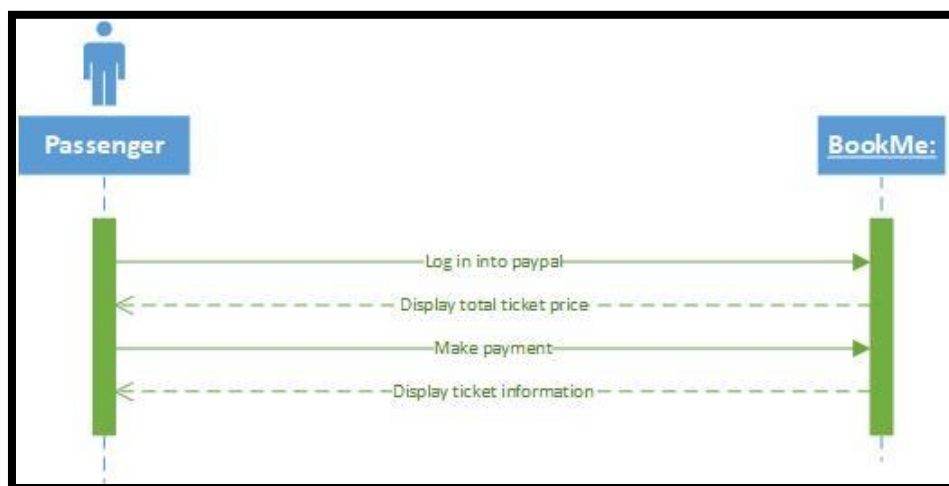 Passenger
BookMe:
Log in into paypal
Display total ticket price
Make payment
Display ticket information